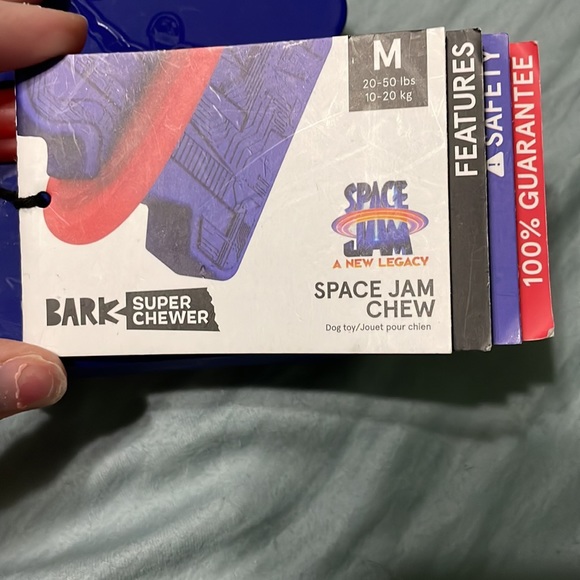 M
20-50 lbs
10-20 kg
SPACE
JAM
A NEW LEGACY
BARK
SUPER
CHEWER
SPACE JAM
CHEW
Dog toy/Jouet pour chien
FEATURES
SAFETY
100% GUARANTEE